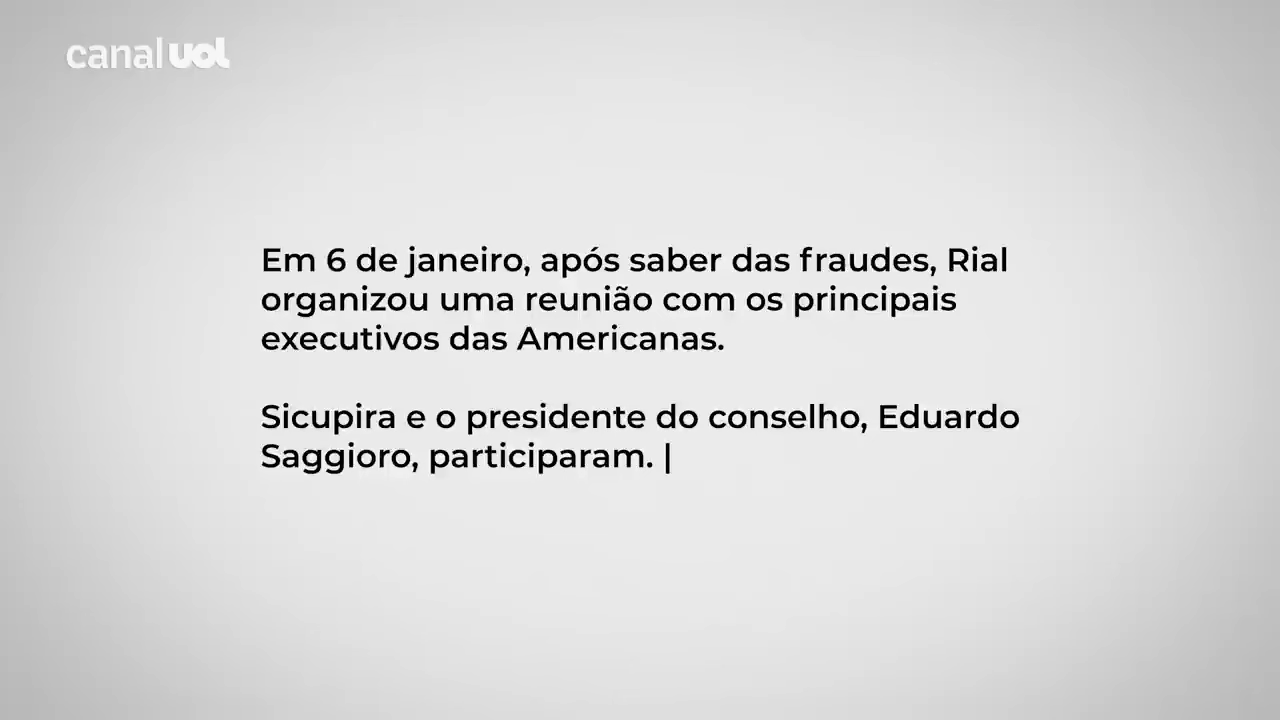 canal uol
Em 6 de janeiro, após saber das fraudes, Rial
organizou uma reunião com os principais
executivos das Americanas.
Sicupira e o presidente do conselho, Eduardo
Saggioro, participaram. |